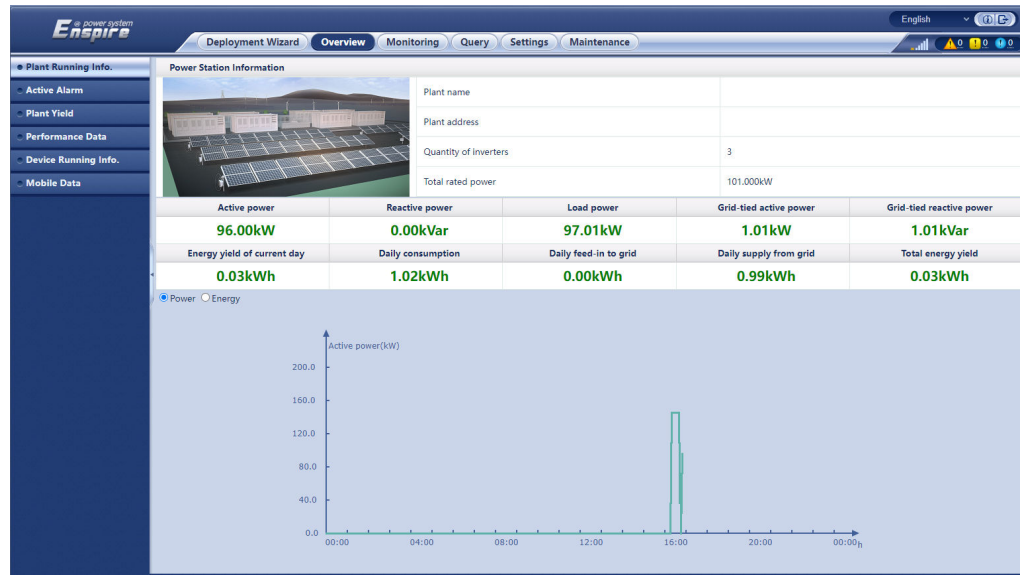 Enspire e power system
English
Deployment Wizard Overview Monitoring Query Settings Maintenance
0 0 0
Plant Running Info.
Active Alarm
Plant Yield
Performance Data
Device Running Info.
Mobile Data
Power Station Information
Plant name
Plant address
Quantity of inverters 3
Total rated power 101.000kW
Active power Reactive power Load power Grid-tied active power Grid-tied reactive power
96.00kW 0.00kVar 97.01kW 1.01kW 1.01kVar
Energy yield of current day Daily consumption Daily feed-in to grid Daily supply from grid Total energy yield
0.03kWh 1.02kWh 0.00kWh 0.99kWh 0.03kWh
Power Energy
Active power(kW)
200.0
160.0
120.0
80.0
40.0
0.0
00:00 04:00 08:00 12:00 16:00 20:00 00:00 h